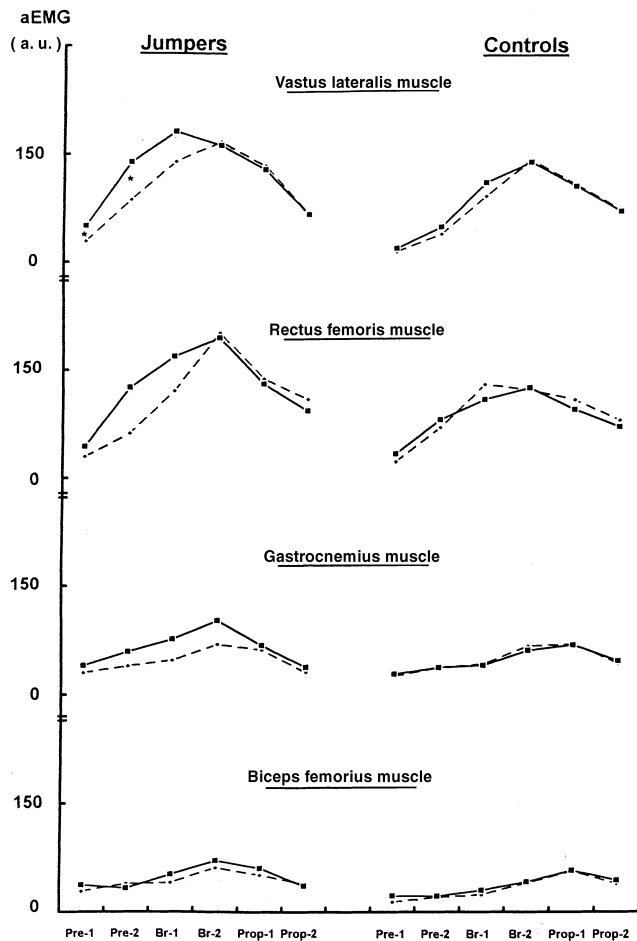 aEMG
( a. u. )
Jumpers
Controls
Vastus lateralis muscle
150
*
*
0
Rectus femoris muscle
150
0
Gastrocnemius muscle
150
0
Biceps femorius muscle
150
0
Pre-1 Pre-2 Br-1 Br-2 Prop-1 Prop-2 Pre-1 Pre-2 Br-1 Br-2 Prop-1 Prop-2